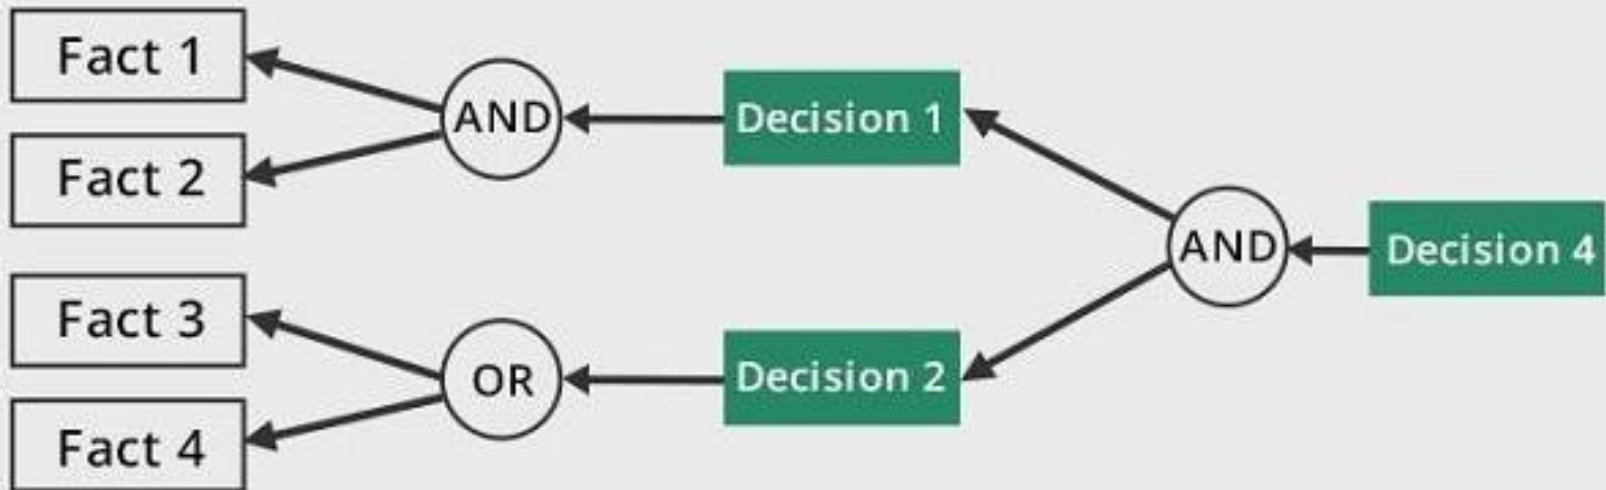 Fact 1
Fact 2
AND
Decision 1
Fact 3
Fact 4
OR
Decision 2
AND
Decision 4